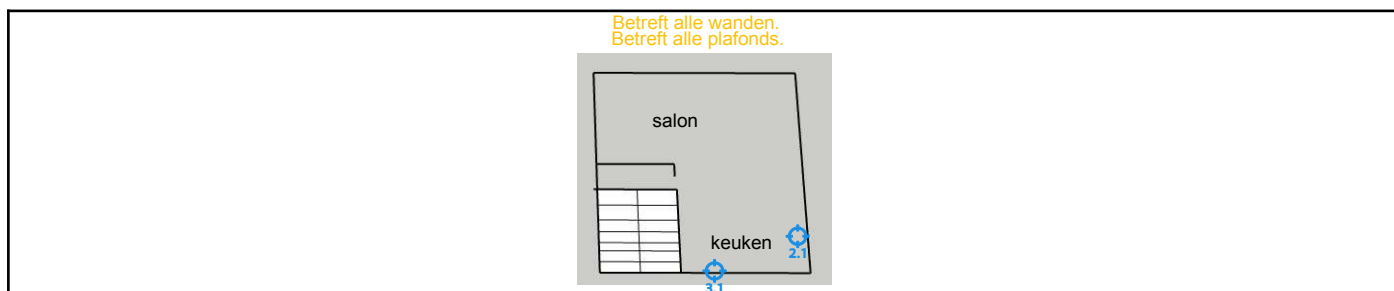 Betreft alle wanden.
Betreft alle plafonds.
salon
keuken
2.1
3.1